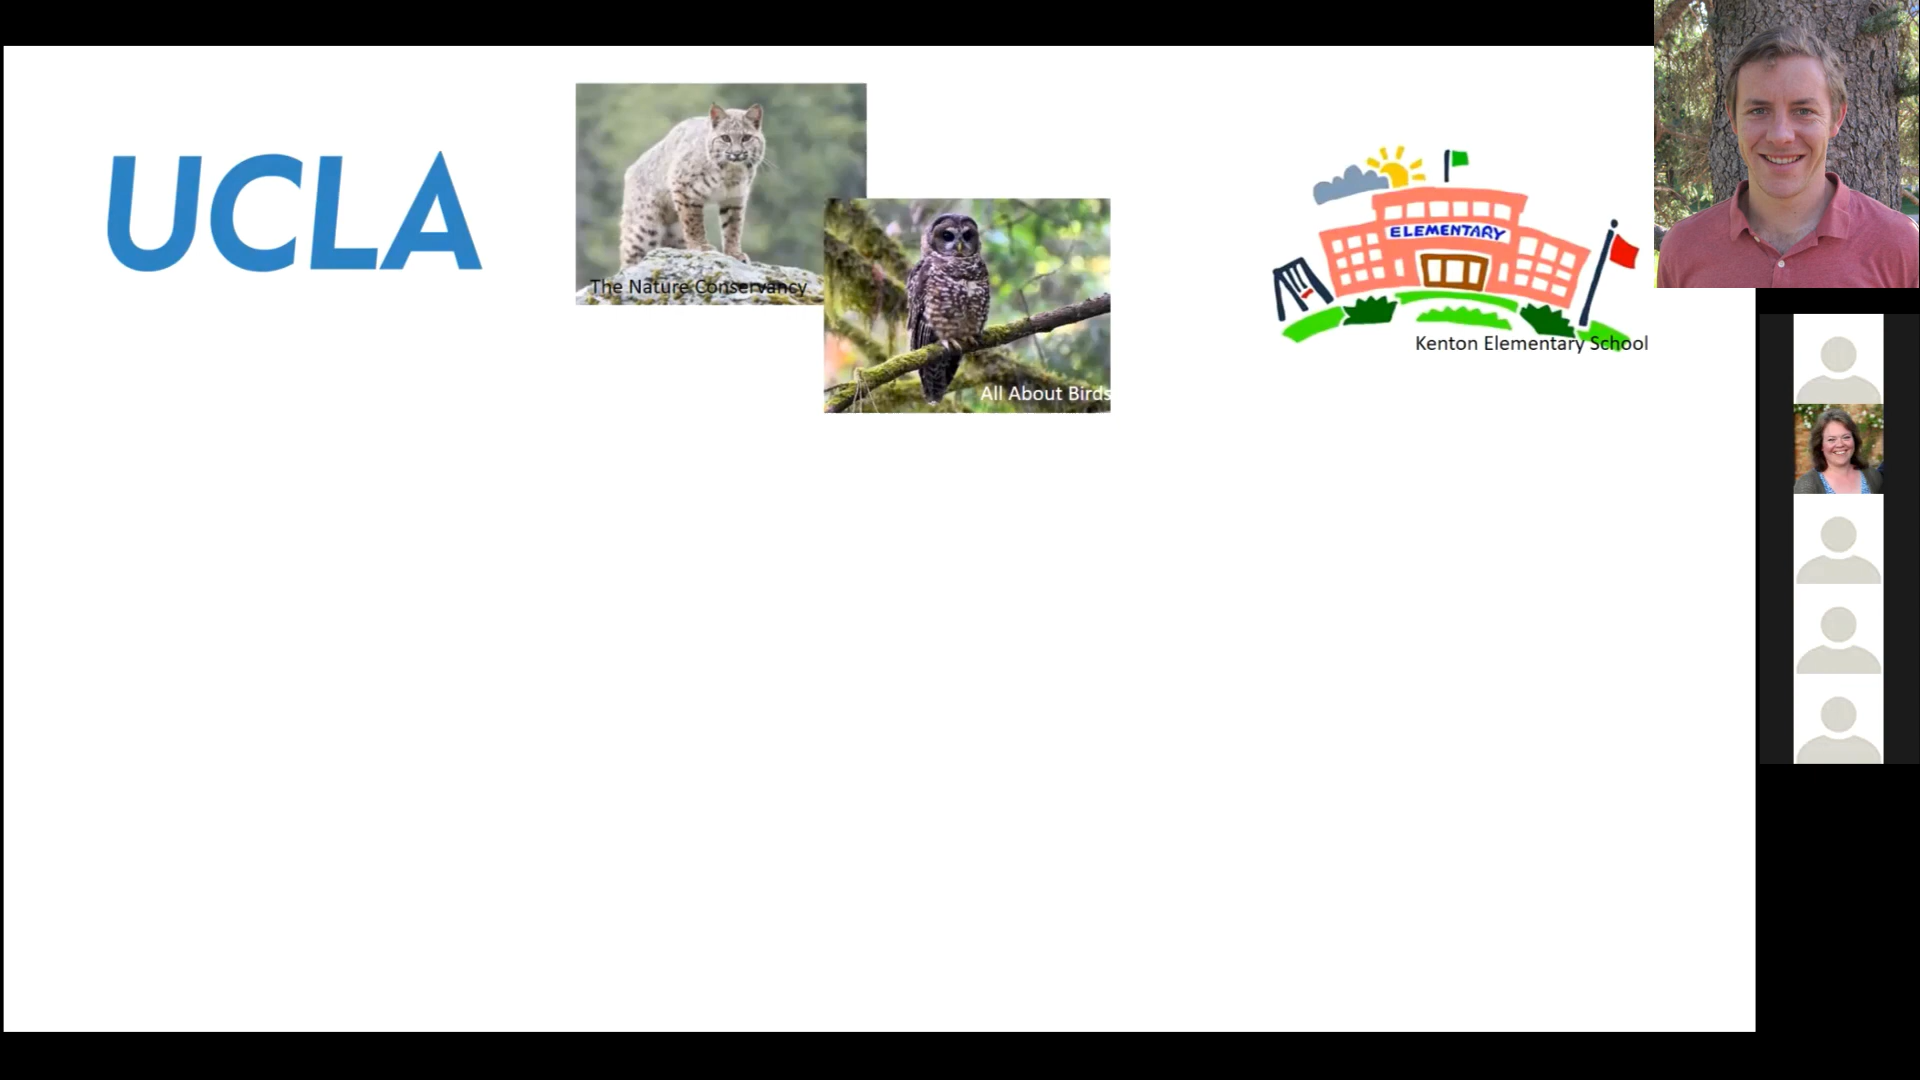 UCLA
The Nature Conservancy
All About Birds
ELEMENTARY
Kenton Elementary School